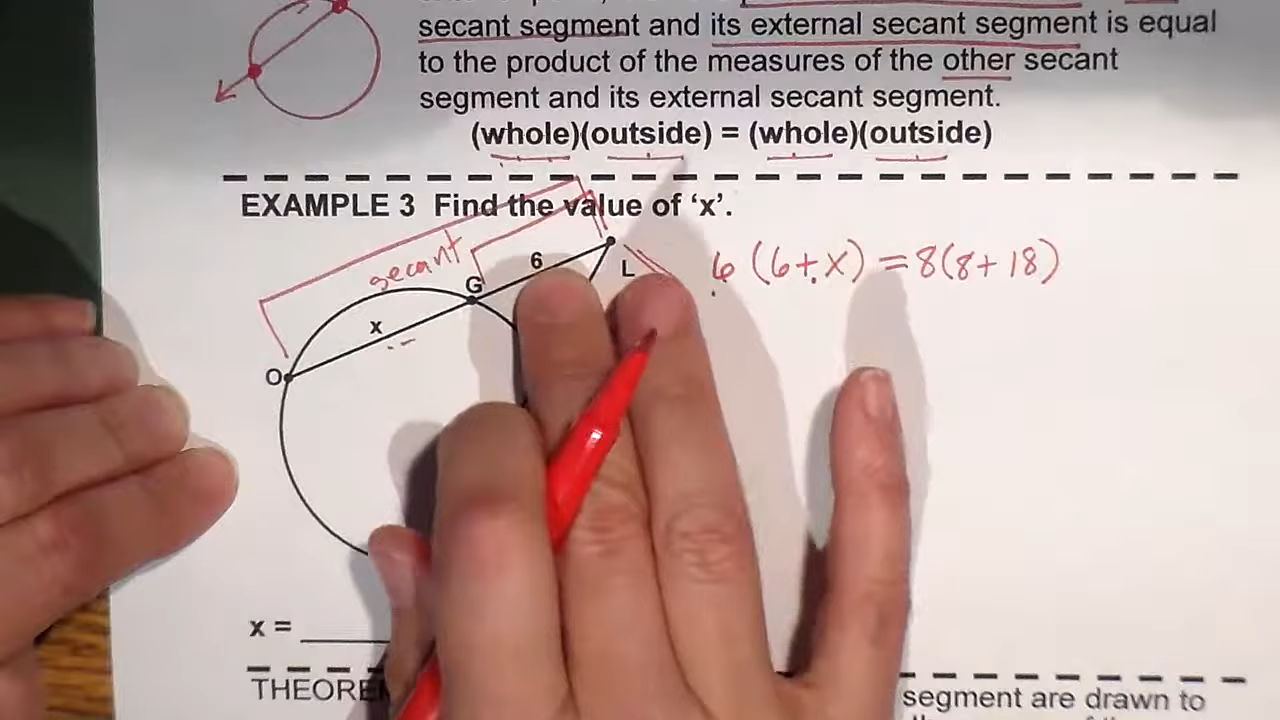 secant segment and its external secant segment is equal
to the product of the measures of the other secant
segment and its external secant segment.
(whole)(outside) = (whole)(outside)
EXAMPLE 3 Find the value of ‘x’.
secant
6
L
G
x
O
6(6+x) = 8(8+18)
x =
segment are drawn to